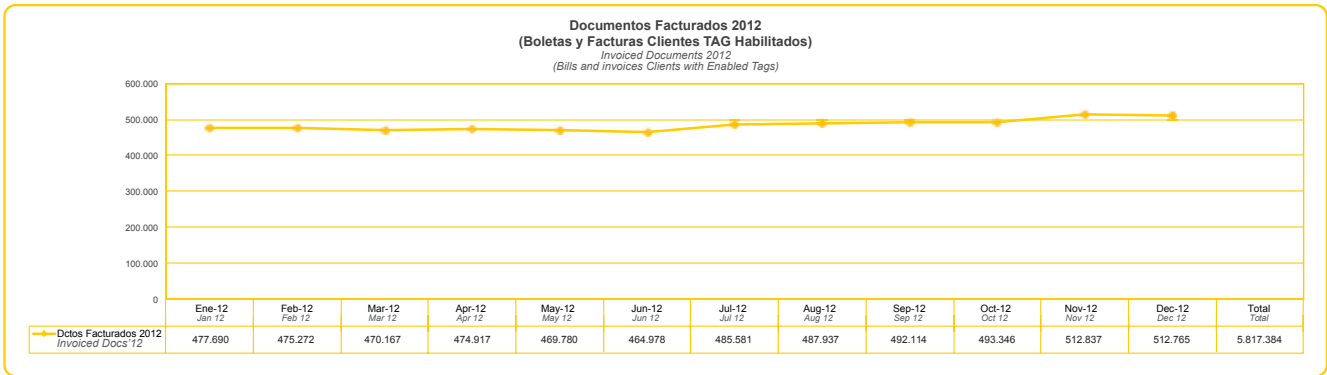 Documentos Facturados 2012
(Boletas y Facturas Clientes TAG Habilitados)
Invoiced Documents 2012
(Bills and invoices Clients with Enabled Tags)
600.000
500.000
400.000
300.000
200.000
100.000
0
Ene-12 Feb-12 Mar-12 Apr-12 May-12 Jun-12 Jul-12 Aug-12 Sep-12 Oct-12 Nov-12 Dec-12 Total
Jan 12 Feb 12 Mar 12 Apr 12 May 12 Jun 12 Jul 12 Aug 12 Sep 12 Oct 12 Nov 12 Dec 12 Total
Dctos Facturados 2012
Invoiced Docs'12
477.690 475.272 470.167 474.917 469.780 464.978 485.581 487.937 492.114 493.346 512.837 512.765 5.817.384